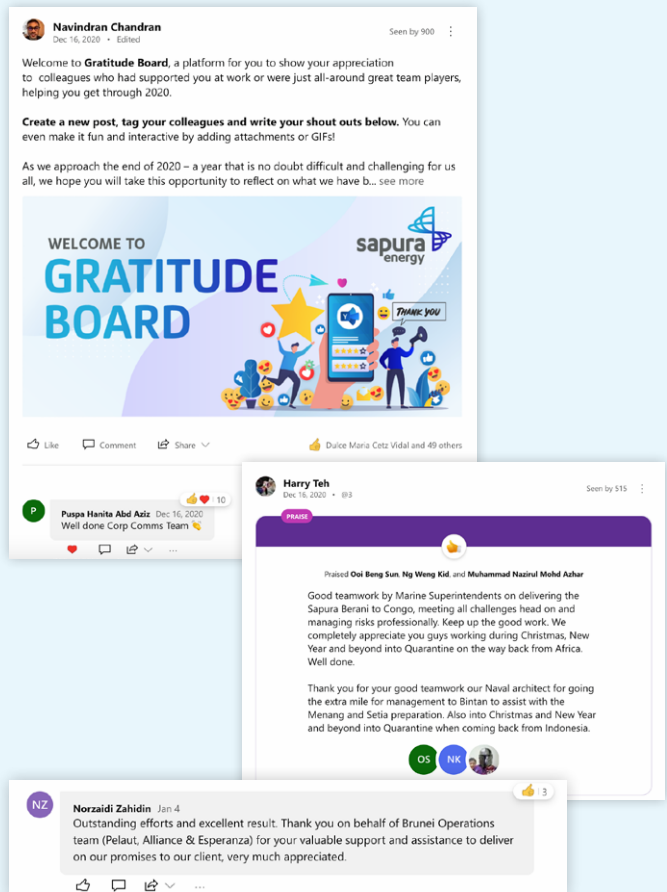 Navindran Chandran
Dec 16, 2020 • Edited
Seen by 900
Welcome to Gratitude Board, a platform for you to show your appreciation
to colleagues who had supported you at work or were just all-around great team players,
helping you get through 2020.
Create a new post, tag your colleagues and write your shout outs below. You can
even make it fun and interactive by adding attachments or GIFs!
As we approach the end of 2020 – a year that is no doubt difficult and challenging for us
all, we hope you will take this opportunity to reflect on what we have b... see more
WELCOME TO
GRATITUDE
BOARD
sapura
energy
THANK YOU
Like
Comment
Share
Dulce Maria Cetz Vidal and 49 others
10
P
Puspa Hanita Abd Aziz Dec 16, 2020
Well done Corp Comms Team
Harry Teh
Dec 16, 2020 • @3
Seen by 515
PRAISE
Praised Ooi Beng Sun, Ng Weng Kid, and Muhammad Nazirul Mohd Azhar
Good teamwork by Marine Superintendents on delivering the
Sapura Berani to Congo, meeting all challenges head on and
managing risks professionally. Keep up the good work. We
completely appreciate you guys working during Christmas, New
Year and beyond into Quarantine on the way back from Africa.
Well done.
Thank you for your good teamwork our Naval architect for going
the extra mile for management to Bintan to assist with the
Menang and Setia preparation. Also into Christmas and New Year
and beyond into Quarantine when coming back from Indonesia.
OS
NK
3
NZ
Norzaidi Zahidin Jan 4
Outstanding efforts and excellent result. Thank you on behalf of Brunei Operations
team (Pelaut, Alliance & Esperanza) for your valuable support and assistance to deliver
on our promises to our client, very much appreciated.